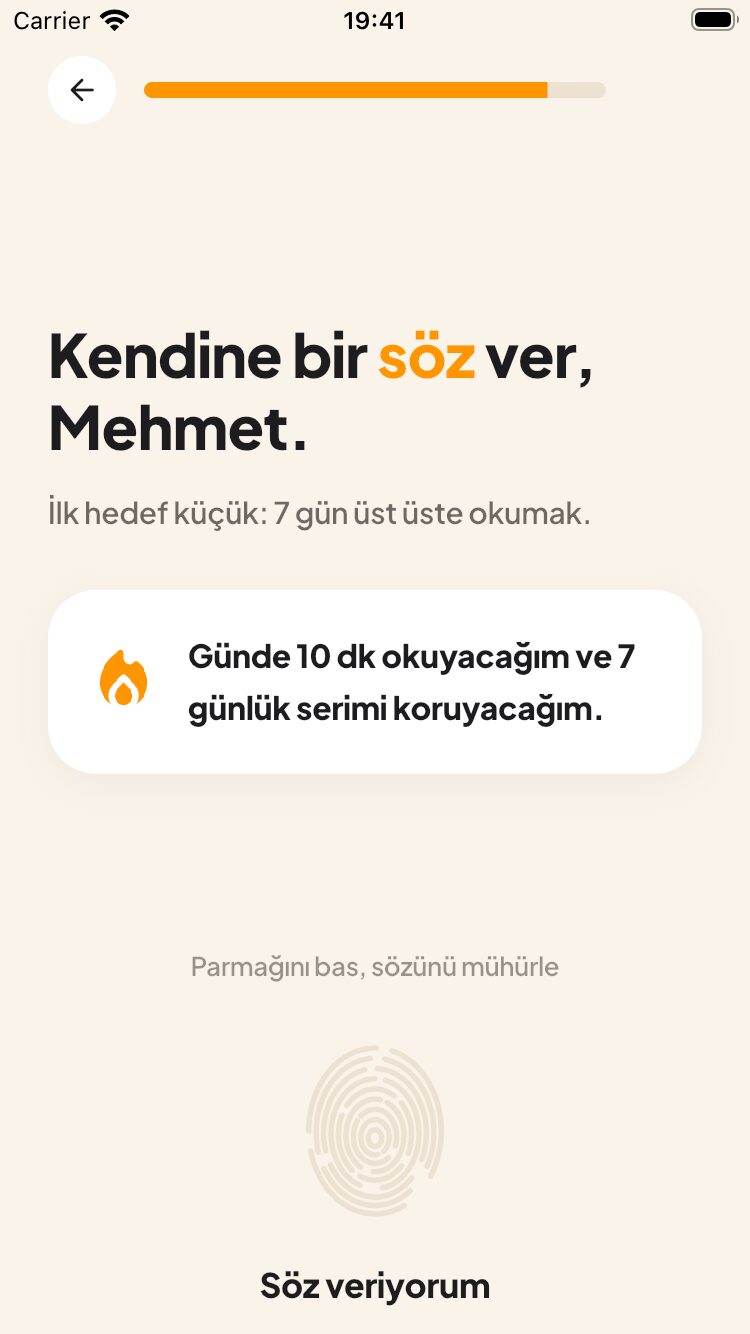 Carrier 19:41
Kendine bir söz ver,
Mehmet.
İlk hedef küçük: 7 gün üst üste okumak.
Günde 10 dk okuyacağım ve 7
günlük serimi koruyacağım.
Parmağını bas, sözünü mühürle
Söz veriyorum